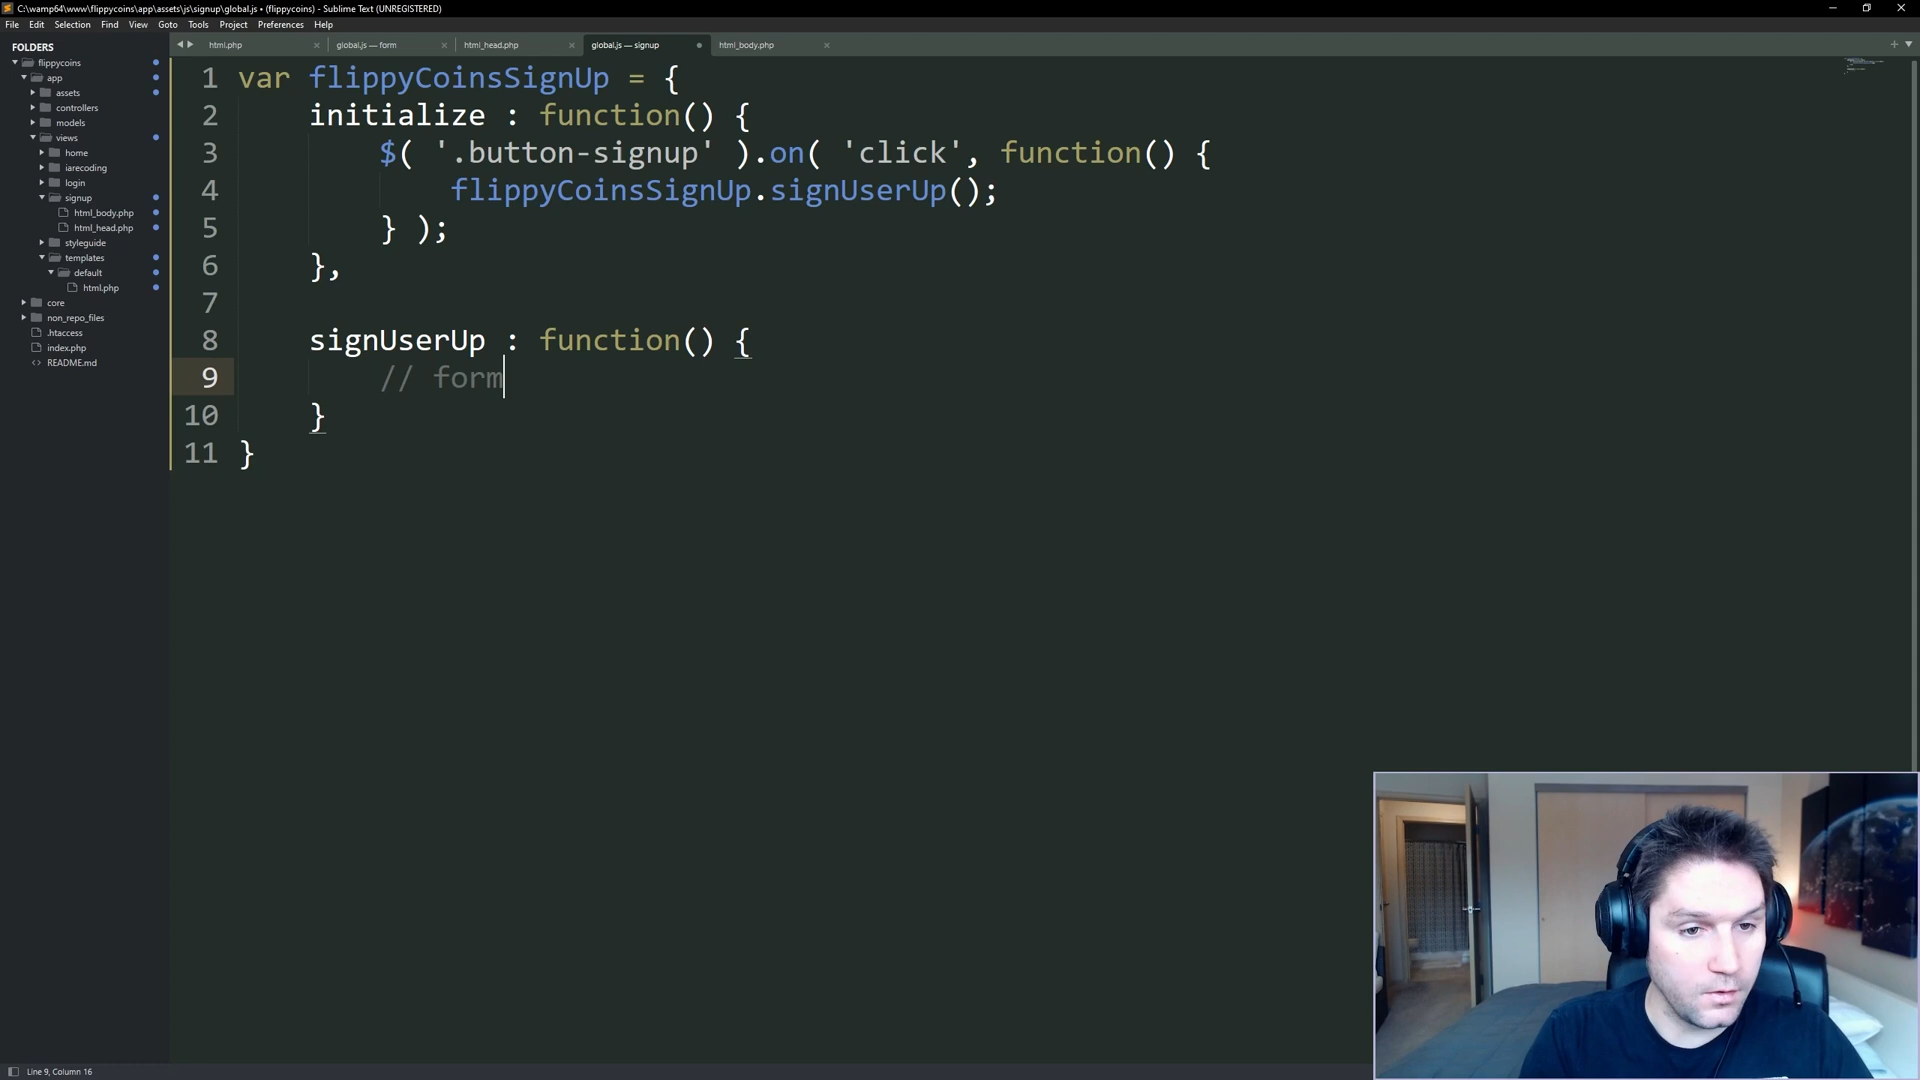 C:\wamp64\www\flippycoins\app\assets\js\signup\global.js • (flippycoins) - Sublime Text (UNREGISTERED)
File Edit Selection Find View Goto Tools Project Preferences Help
FOLDERS
flippycoins
app
assets
controllers
models
views
home
iarecoding
login
signup
html_body.php
html_head.php
styleguide
templates
default
html.php
core
non_repo_files
.htaccess
index.php
README.md
html.php global.js — form html_head.php global.js — signup html_body.php
1 var flippyCoinsSignUp = {
2 initialize : function() {
3 $( '.button-signup' ).on( 'click', function() {
4 flippyCoinsSignUp.signUserUp();
5 } );
6 },
7
8 signUserUp : function() {
9 // form
10 }
11 }
Line 9, Column 16